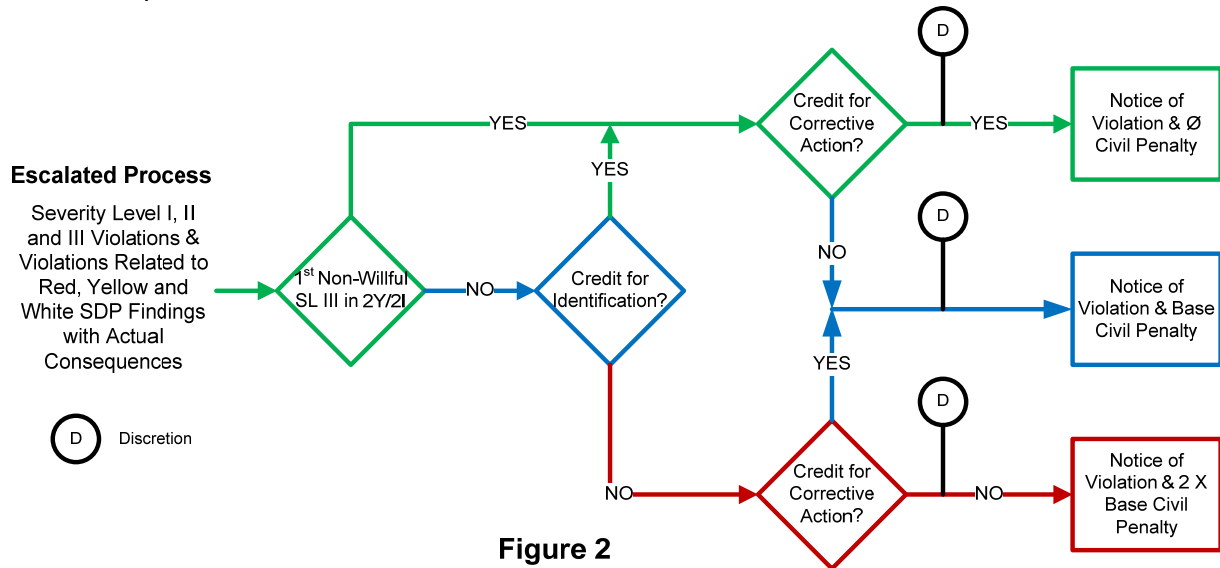 Escalated Process
Severity Level I, II
and III Violations &
Violations Related to
Red, Yellow and
White SDP Findings
with Actual
Consequences
D
Discretion
1st Non-Willful
SL III in 2Y/2I
YES
NO
Credit for
Identification?
YES
NO
Credit for
Corrective
Action?
D
YES
Notice of
Violation & Ø
Civil Penalty
NO
D
Notice of
Violation & Base
Civil Penalty
YES
Credit for
Corrective
Action?
D
NO
Notice of
Violation & 2 X
Base Civil
Penalty
Figure 2